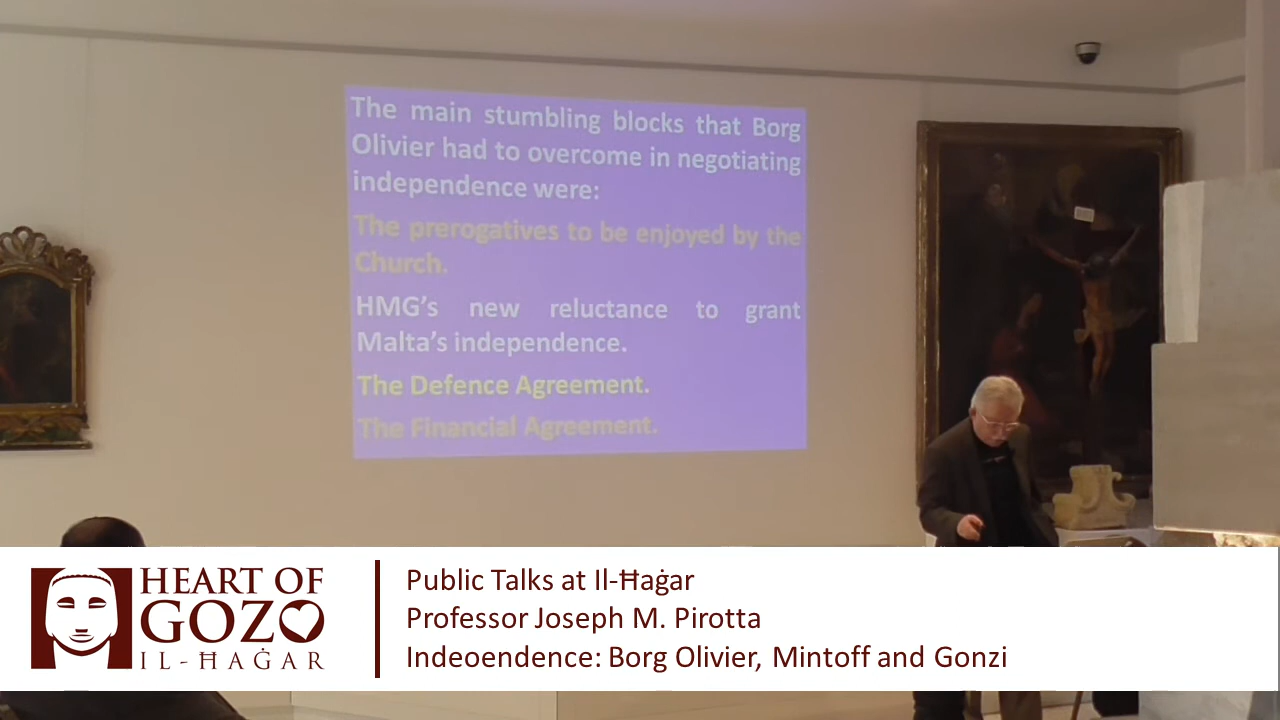 The main stumbling blocks that Borg
Olivier had to overcome in negotiating
independence were:
The prerogatives to be enjoyed by the
Church.
HMG's new reluctance to grant
Malta's independence.
The Defence Agreement.
The Financial Agreement.
HEART OF
GOZO
IL-ĦAĠAR
Public Talks at Il-Ħaġar
Professor Joseph M. Pirotta
Indeoendence: Borg Olivier, Mintoff and Gonzi